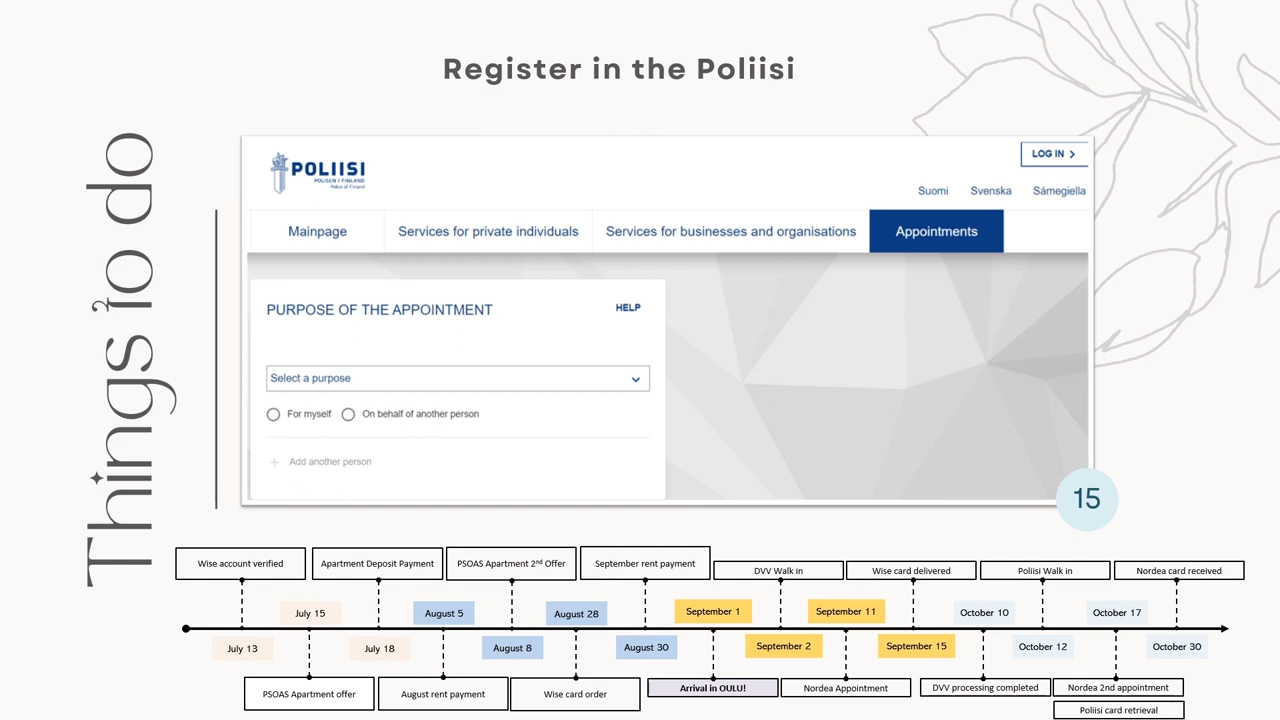 Register in the Poliisi
Things to do
POLIISI
POLISEN I FINLAND
Police of Finland
LOG IN
Suomi Svenska Sámegiella
Mainpage Services for private individuals Services for businesses and organisations Appointments
PURPOSE OF THE APPOINTMENT HELP
Select a purpose
For myself On behalf of another person
Add another person
15
Wise account verified Apartment Deposit Payment PSOAS Apartment 2nd Offer September rent payment DVV Walk in Wise card delivered Poliisi Walk in Nordea card received
July 15 August 5 August 28 September 1 September 11 October 10 October 17
July 13 July 18 August 8 August 30 September 2 September 15 October 12 October 30
PSOAS Apartment offer August rent payment Wise card order Arrival in OULU! Nordea Appointment DVV processing completed Nordea 2nd appointment
Poliisi card retrieval